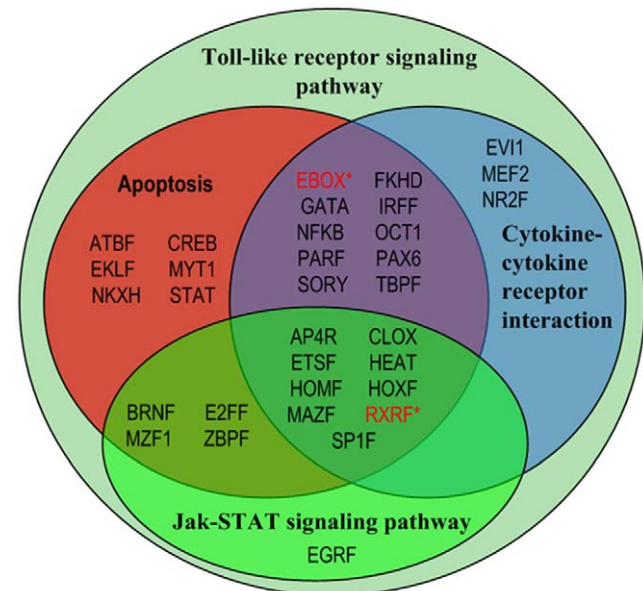 Toll-like receptor signaling
pathway
Apoptosis
ATBF CREB
EKLF MYT1
NKXH STAT
EBOX* FKHD
GATA IRFF
NFKB OCT1
PARF PAX6
SORY TBPF
EVI1
MEF2
NR2F
Cytokine-
cytokine
receptor
interaction
AP4R CLOX
ETSF HEAT
HOMF HOXF
MAZF RXRF*
SP1F
BRNF E2FF
MZF1 ZBPF
Jak-STAT signaling pathway
EGRF